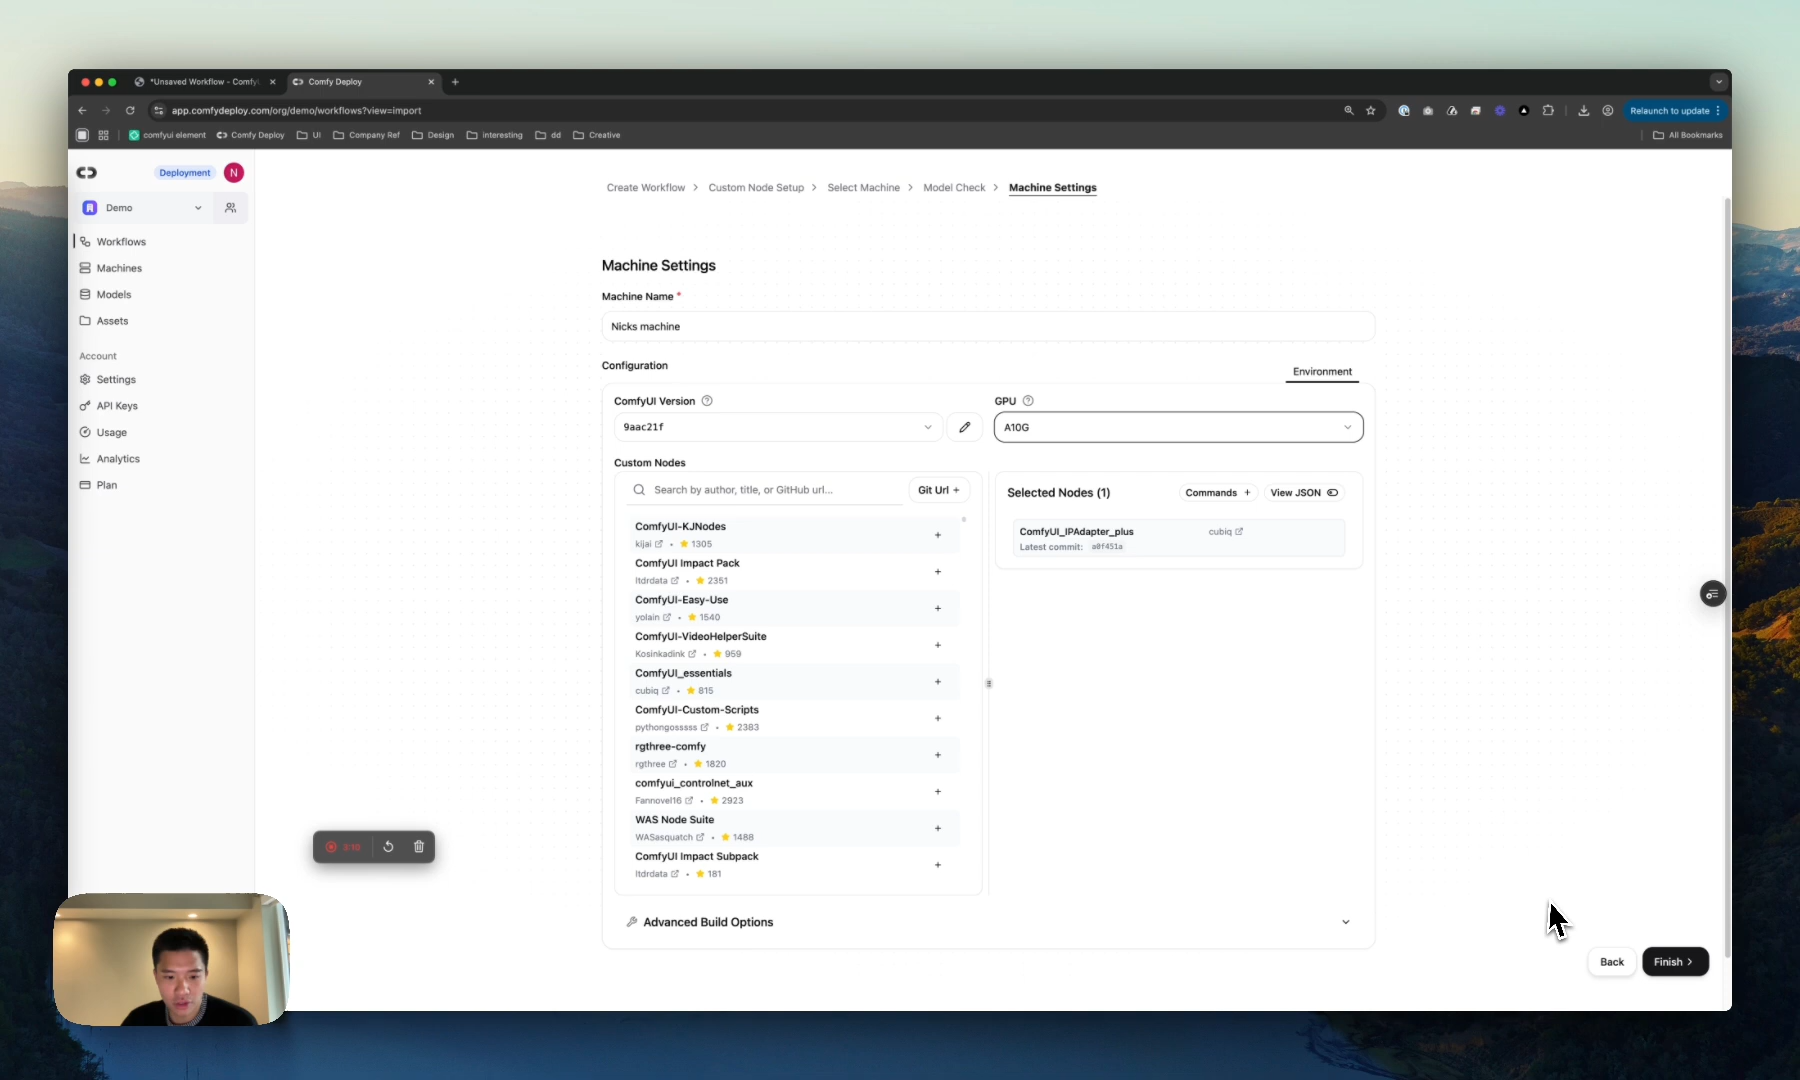 *Unsaved Workflow - Comfy
Comfy Deploy
app.comfydeploy.com/org/demo/workflows?view=import
Relaunch to update
comfyui element
Comfy Deploy
UI
Company Ref
Design
Interesting
dd
Creative
All Bookmarks
Deployment
N
Demo
Workflows
Machines
Models
Assets
Account
Settings
API Keys
Usage
Analytics
Plan
Create Workflow > Custom Node Setup > Select Machine > Model Check > Machine Settings
Machine Settings
Machine Name *
Nicks machine
Configuration
Environment
ComfyUI Version
9aac21f
GPU
A10G
Custom Nodes
Search by author, title, or GitHub url...
Git Url +
ComfyUI-KJNodes
kijai • 1305
ComfyUI Impact Pack
ltdrdata • 2351
ComfyUI-Easy-Use
yolain • 1540
ComfyUI-VideoHelperSuite
Kosinkadink • 959
ComfyUI_essentials
cubiq • 815
ComfyUI-Custom-Scripts
pythongosssss • 2383
rgthree-comfy
rgthree • 1820
comfyui_controlnet_aux
Fannovel16 • 2923
WAS Node Suite
WASasquatch • 1488
ComfyUI Impact Subpack
ltdrdata • 181
Selected Nodes (1)
Commands +
View JSON
ComfyUI_IPAdapter_plus
cubiq
Latest commit: a0f451a
Advanced Build Options
Back
Finish >